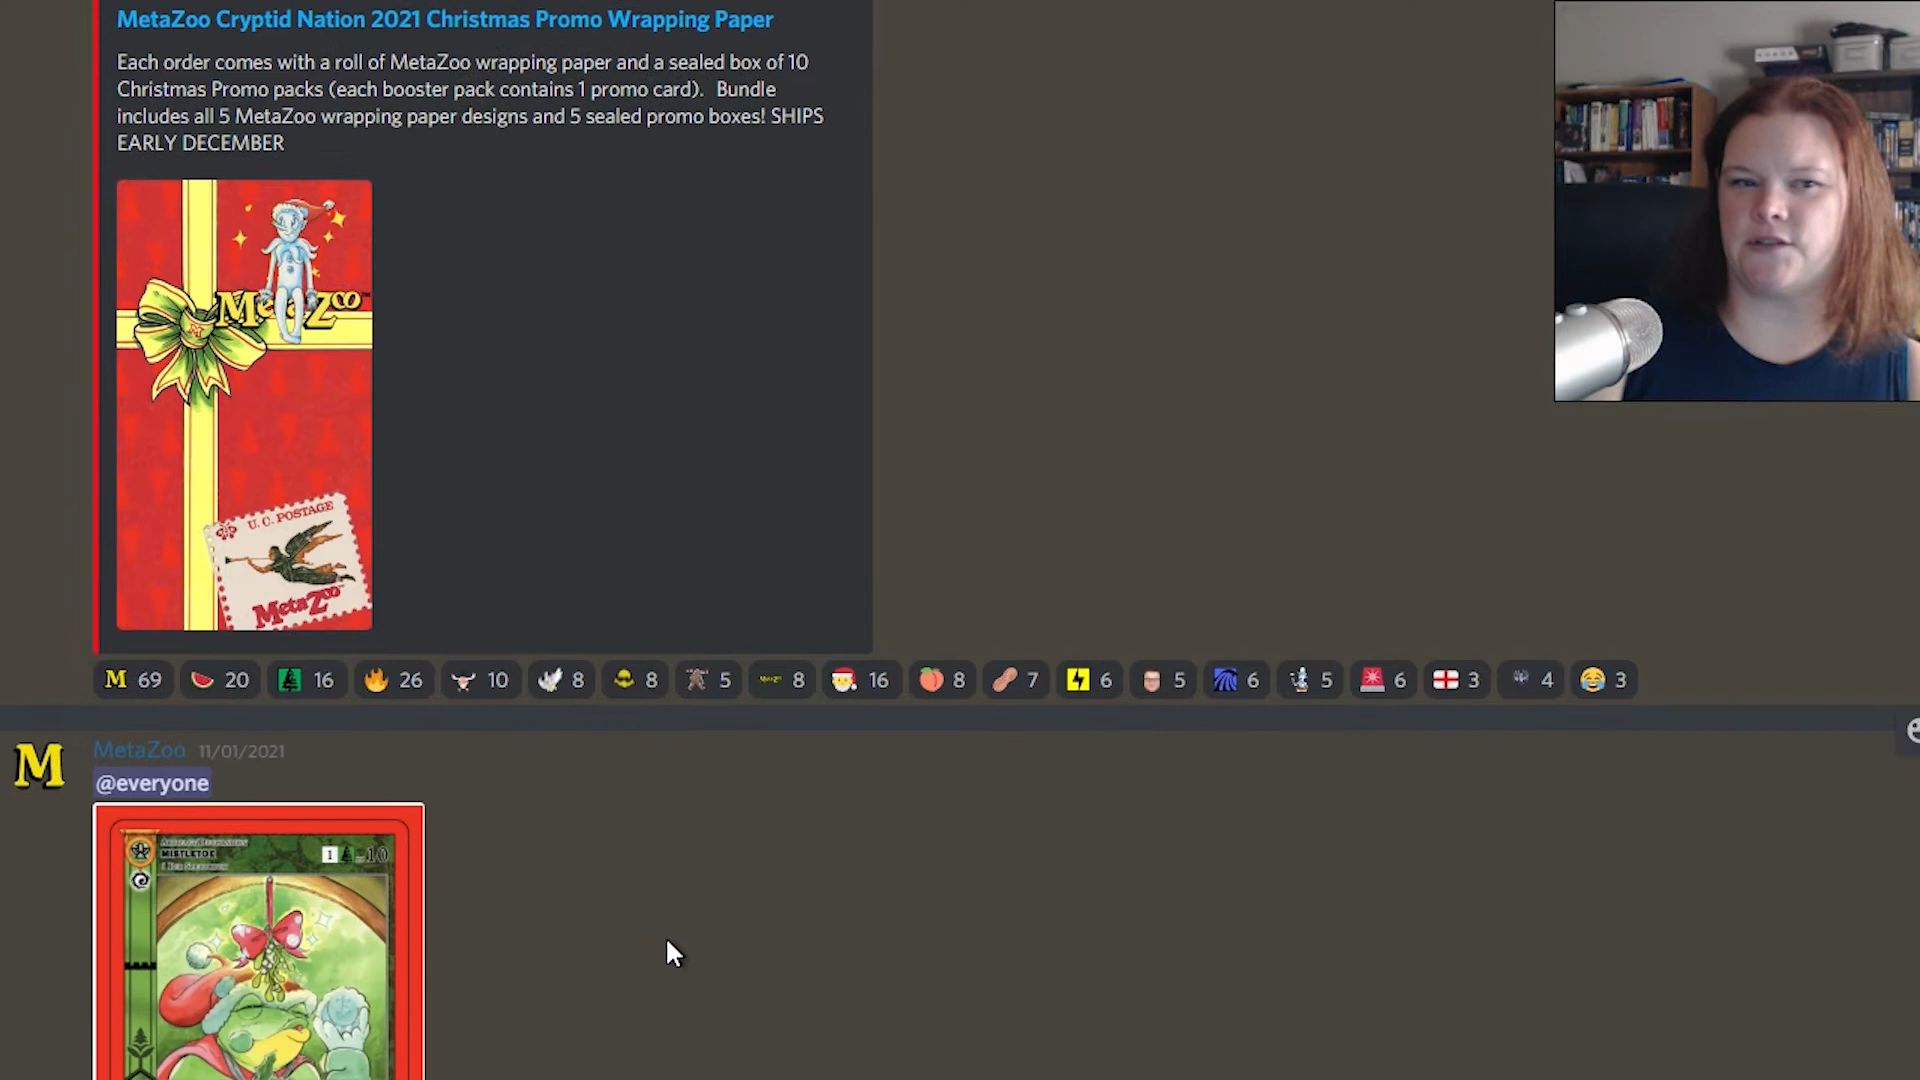 MetaZoo Cryptid Nation 2021 Christmas Promo Wrapping Paper
Each order comes with a roll of MetaZoo wrapping paper and a sealed box of 10
Christmas Promo packs (each booster pack contains 1 promo card).  Bundle
includes all 5 MetaZoo wrapping paper designs and 5 sealed promo boxes! SHIPS
EARLY DECEMBER
MetaZoo
U.C. POSTAGE
MetaZoo
M 69 20 16 26 10 8 8 5 8 16 8 7 6 5 6 5 6 3 4 3
M
MetaZoo 11/01/2021
@everyone
MISTLETOE
1 10